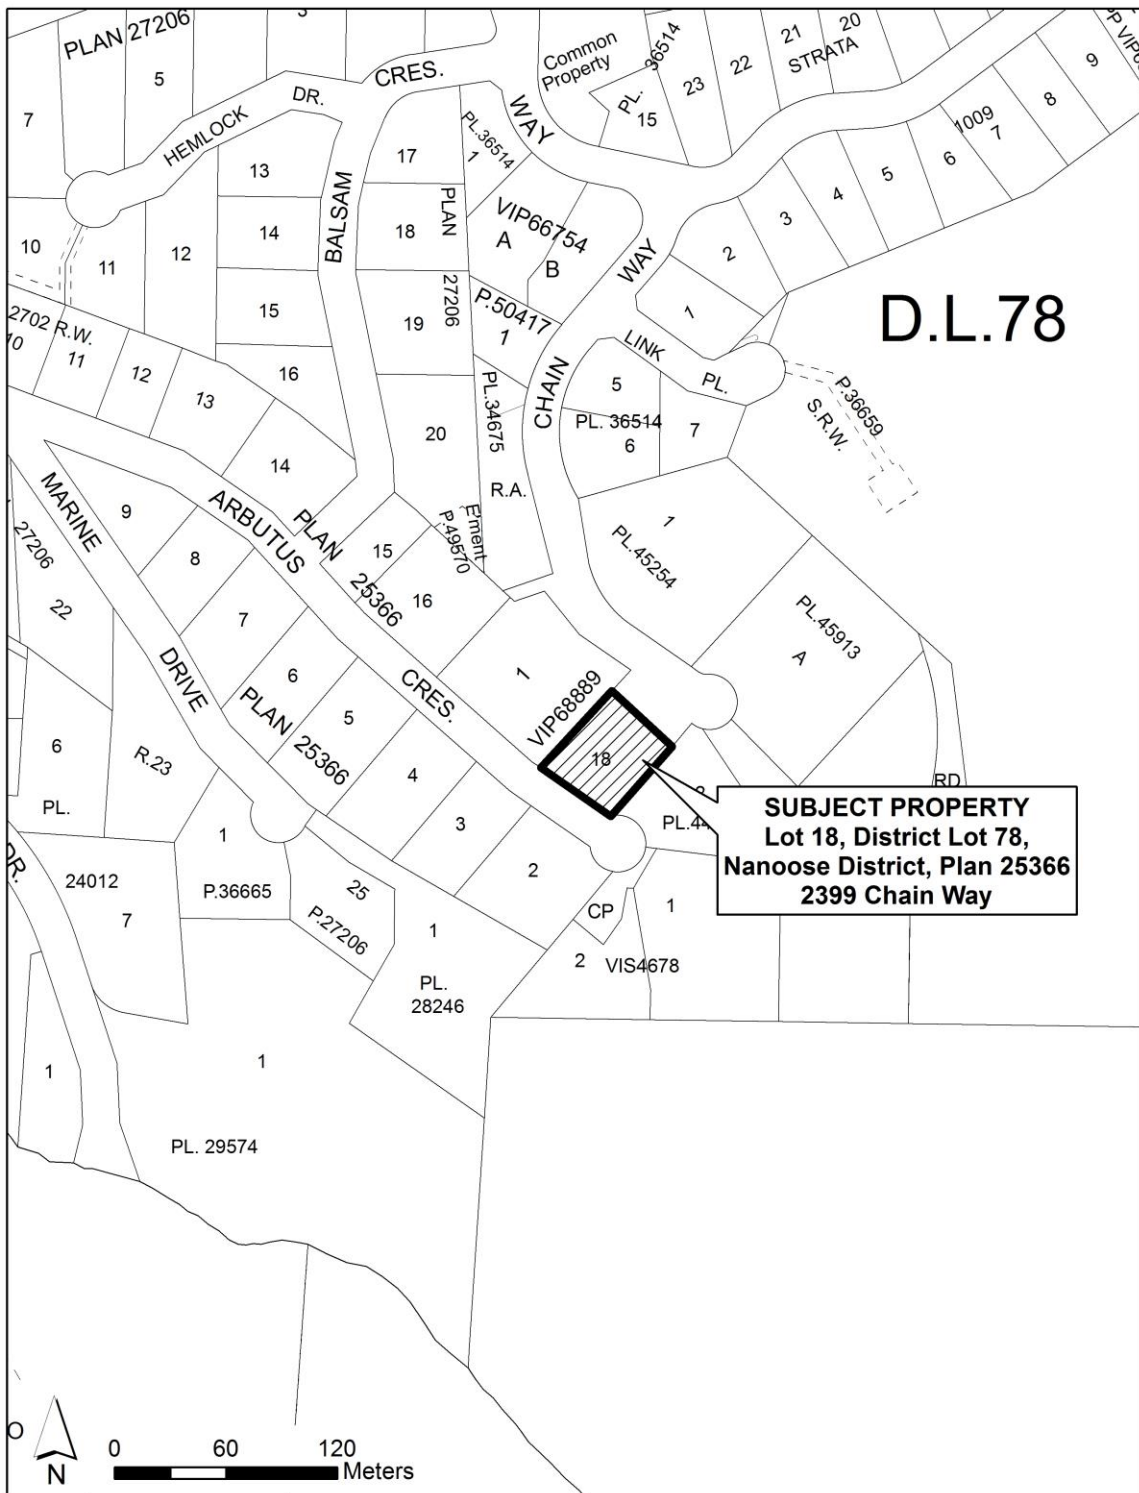 PLAN 27206
5
7
HEMLOCK
DR.
CRES.
WAY
Common
Property
36514
PL.
15
23
22
21
20
STRATA
1009
9
8
7
6
5
4
3
2
1
PL.36514
1
17
BALSAM
13
PLAN
18
14
VIP66754
A
B
10
11
12
27206
19
15
P.50417
1
WAY
D.L.78
2702 R.W.
10
11
12
13
16
LINK
PL.
5
PL. 36514
6
7
CHAIN
PL.34675
P.36659
S.R.W.
20
14
R.A.
MARINE
9
ARBUTUS
PLAN
25366
15
E'ment
P.49570
1
PL.45254
27206
22
8
16
7
PL.45913
A
DRIVE
6
CRES.
1
VIP68889
PLAN
25366
5
6
R.23
4
18
RD
PL.
3
PL.44
SUBJECT PROPERTY
Lot 18, District Lot 78,
Nanoose District, Plan 25366
2399 Chain Way
DR.
24012
7
1
P.36665
25
P.27206
2
1
CP
1
2
VIS4678
PL.
28246
1
1
PL. 29574
N
0
60
120
Meters